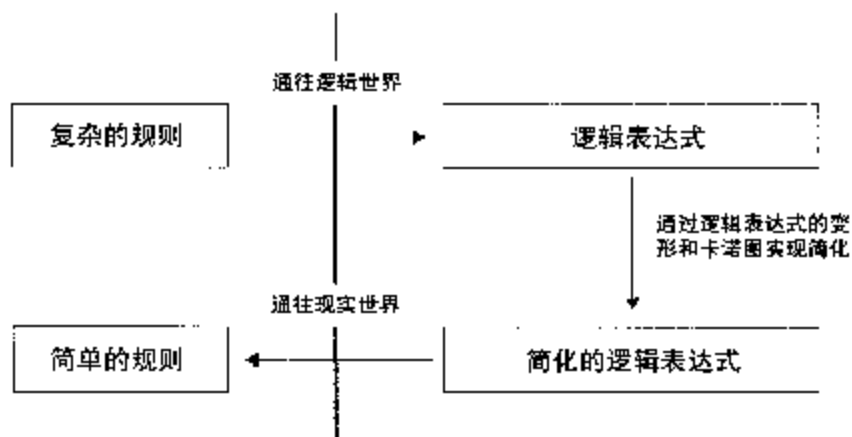 通往逻辑世界
复杂的规则
逻辑表达式
通过逻辑表达式的变
形和卡诺图实现简化
通往现实世界
简单的规则
简化的逻辑表达式